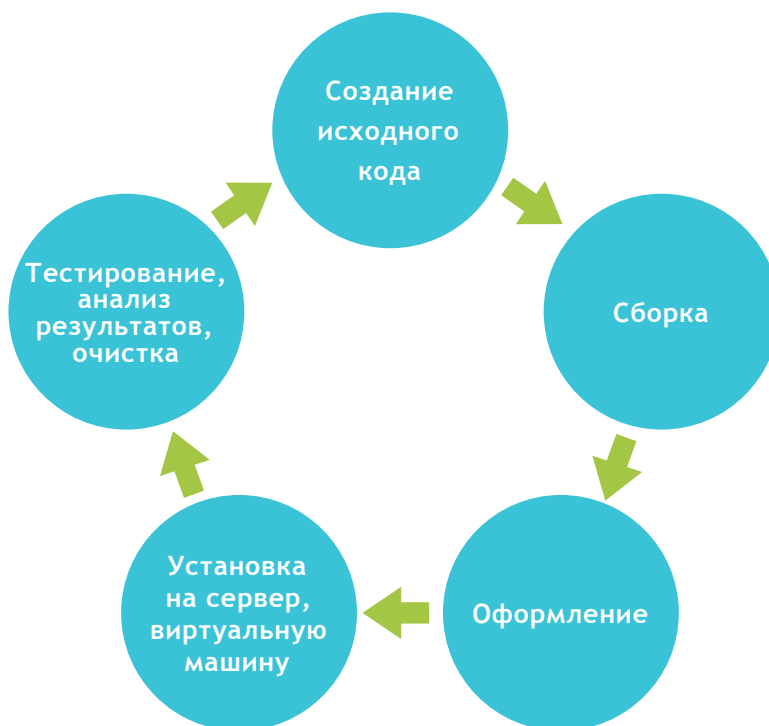 Создание
исходного
кода
Сборка
Оформление
Установка
на сервер,
виртуальную
машину
Тестирование,
анализ
результатов,
очистка